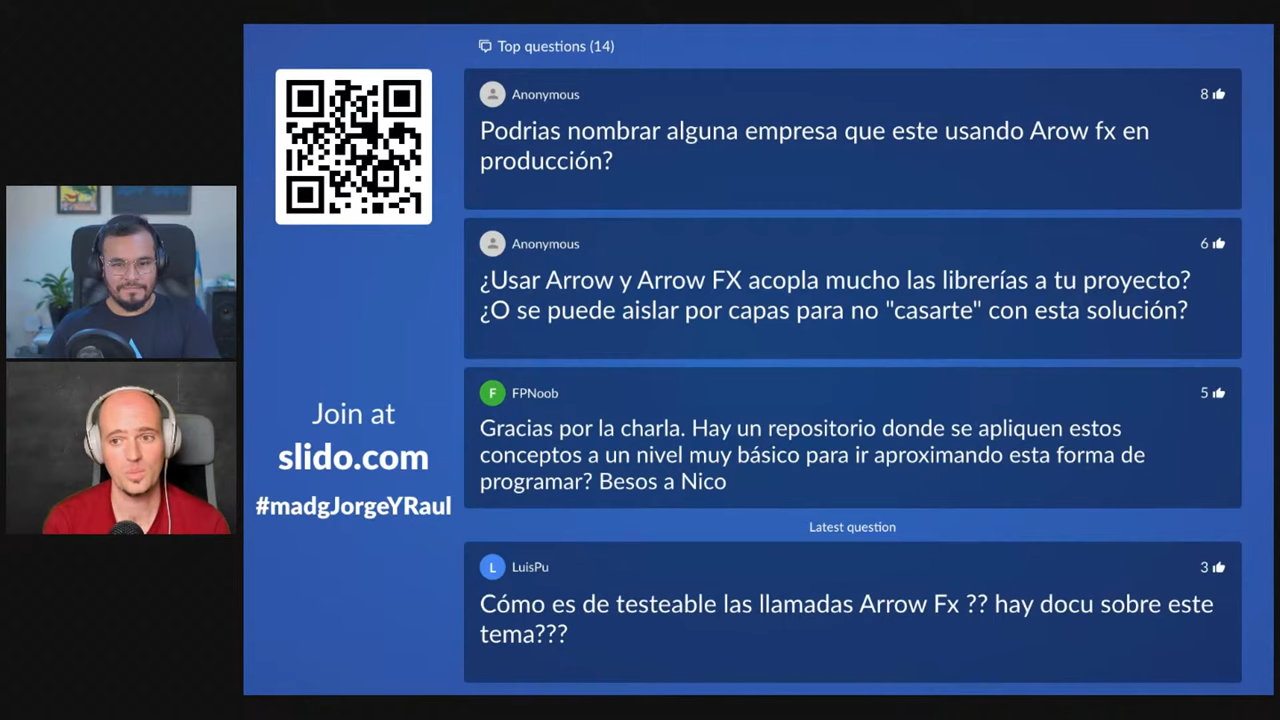 Top questions (14)
Anonymous
8
Podrias nombrar alguna empresa que este usando Arow fx en
producción?
Anonymous
6
¿Usar Arrow y Arrow FX acopla mucho las librerías a tu proyecto?
¿O se puede aislar por capas para no "casarte" con esta solución?
F
FPNoob
5
Gracias por la charla. Hay un repositorio donde se apliquen estos
conceptos a un nivel muy básico para ir aproximando esta forma de
programar? Besos a Nico
Latest question
L
LuisPu
3
Cómo es de testeable las llamadas Arrow Fx ?? hay docu sobre este
tema???
Join at
slido.com
#madgJorgeYRaul